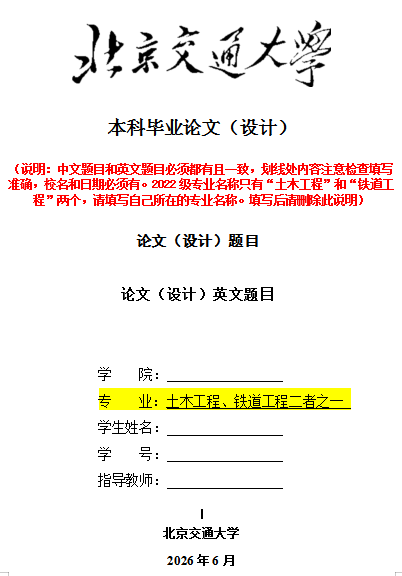 北京交通大学
本科毕业论文（设计）
（说明：中文题目和英文题目必须都有且一致，划线处内容注意检查填写
准确，校名和日期必须有。2022 级专业名称只有“土木工程”和“铁道工
程”两个，请填写自己所在的专业名称。填写后请删除此说明）
论文（设计）题目
论文（设计）英文题目
学 院：
专 业：土木工程、铁道工程二者之一
学生姓名：
学 号：
指导教师：
北京交通大学
2026 年 6 月